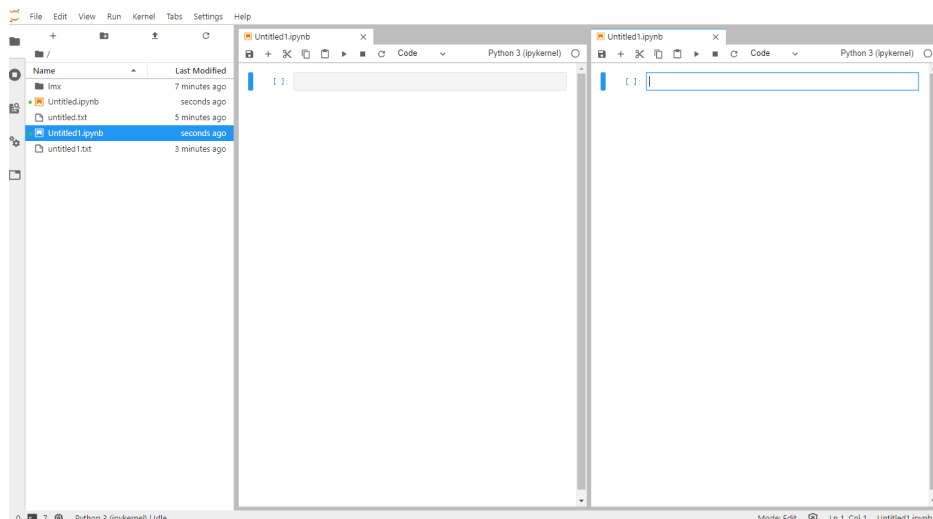 File Edit View Run Kernel Tabs Settings Help
/
Name Last Modified
lmx 7 minutes ago
Untitled.ipynb seconds ago
untitled.txt 5 minutes ago
Untitled1.ipynb seconds ago
untitled1.txt 3 minutes ago
Untitled1.ipynb
Code Python 3 (ipykernel)
[ ]:
Untitled1.ipynb
Code Python 3 (ipykernel)
[ ]:
0 7 Python 3 (ipykernel) | Idle Mode: Edit Ln 1, Col 1 Untitled1.ipynb